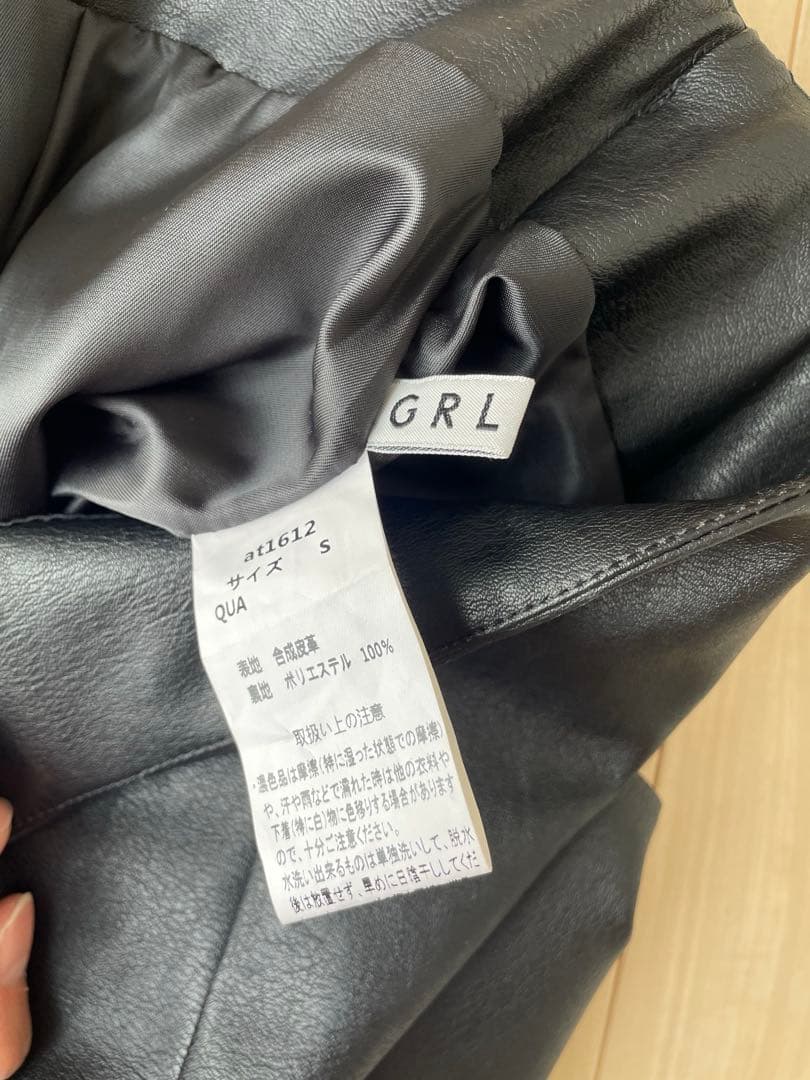 GRL
at1612
サイズ S
QUA
表地 合成皮革
裏地 ポリエステル 100%
取扱い上の注意
・濃色品は摩擦(特に湿った状態での摩擦)
や、汗や雨などで濡れた時は他の衣料や
下着(特に白)物に色移りする場合があります
ので、十分ご注意ください。
水洗い出来るものは単独洗いして、脱水
後は放置せず、早めに日陰干ししてくだ